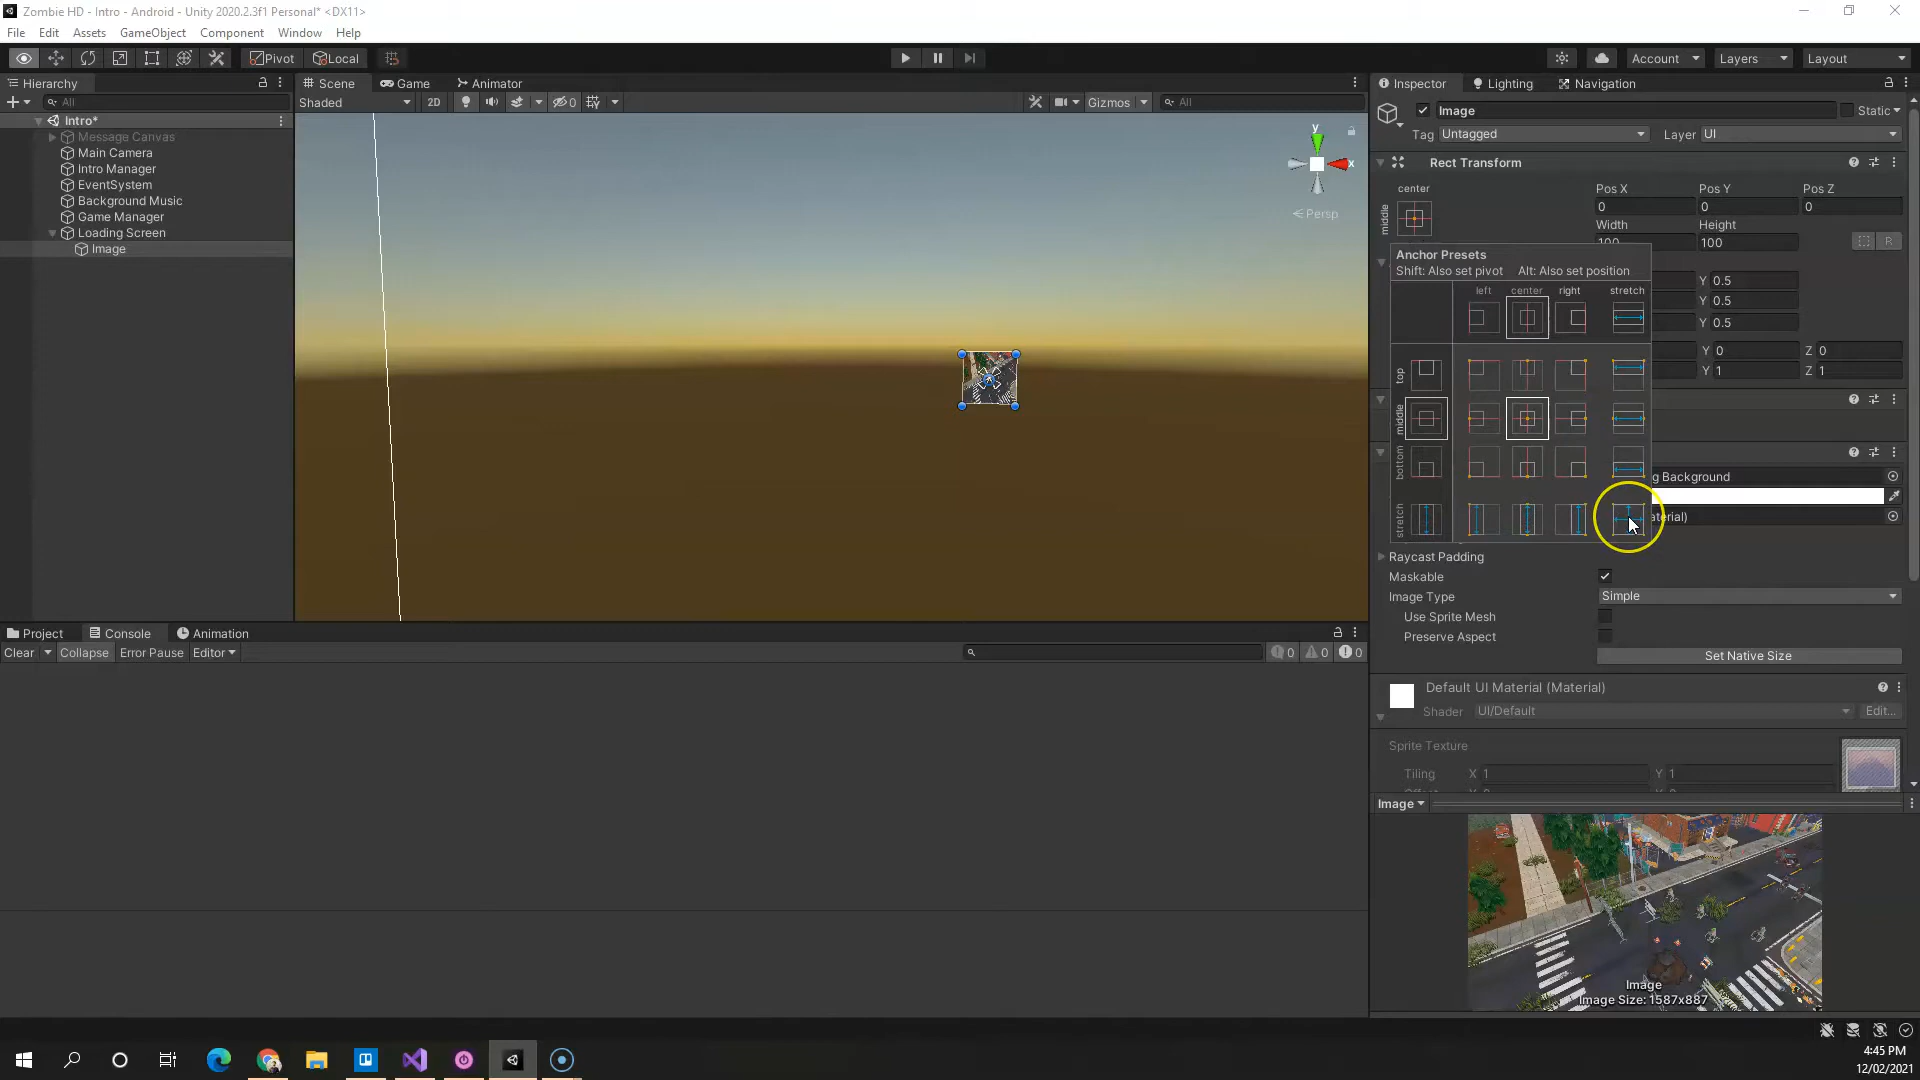 Zombie HD - Intro - Android - Unity 2020.2.3f1 Personal* <DX11>
File Edit Assets GameObject Component Window Help
Pivot Local Account Layers Layout
Hierarchy Scene Game Animator Inspector Lighting Navigation
All Shaded 2D 0 Gizmos All Image Static
Intro*
Message Canvas
Main Camera
Intro Manager
EventSystem
Background Music
Game Manager
Loading Screen
Image
y
x
Persp
Tag Untagged Layer UI
Rect Transform
center Pos X Pos Y Pos Z
middle 0 0 0
Width Height
100 100
R
Anchor Presets
Shift: Also set pivot Alt: Also set position
left center right stretch
top
middle
bottom
stretch
Y 0.5
Y 0.5
Y 0.5
Y 0 Z 0
Y 1 Z 1
g Background
aterial)
Raycast Padding
Maskable
Image Type Simple
Use Sprite Mesh
Preserve Aspect
Set Native Size
Default UI Material (Material)
Shader UI/Default Edit...
Sprite Texture
Tiling X 1 Y 1
Image
Image
Image Size: 1587x887
Project Console Animation
Clear Collapse Error Pause Editor 0 0 0
4:45 PM
12/02/2021